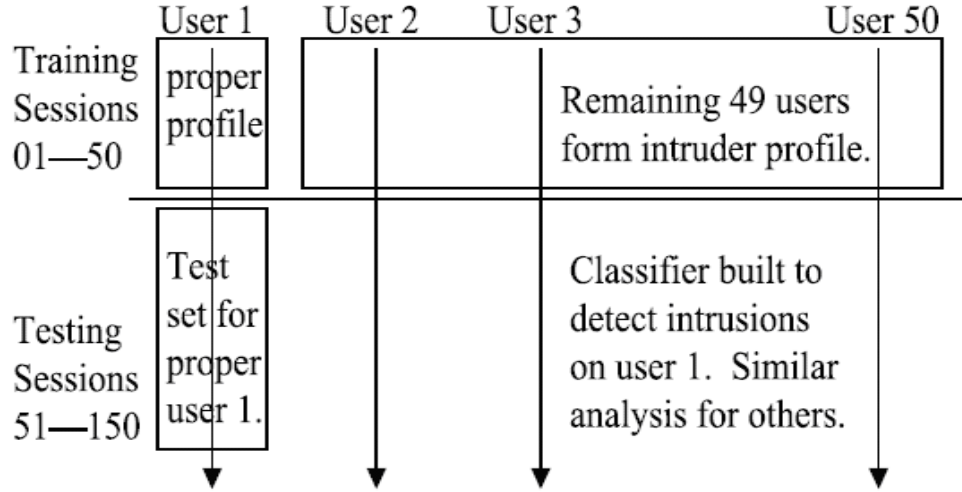 User 1 User 2 User 3 User 50
Training
Sessions
01—50
proper
profile
Remaining 49 users
form intruder profile.
Testing
Sessions
51—150
Test
set for
proper
user 1.
Classifier built to
detect intrusions
on user 1. Similar
analysis for others.